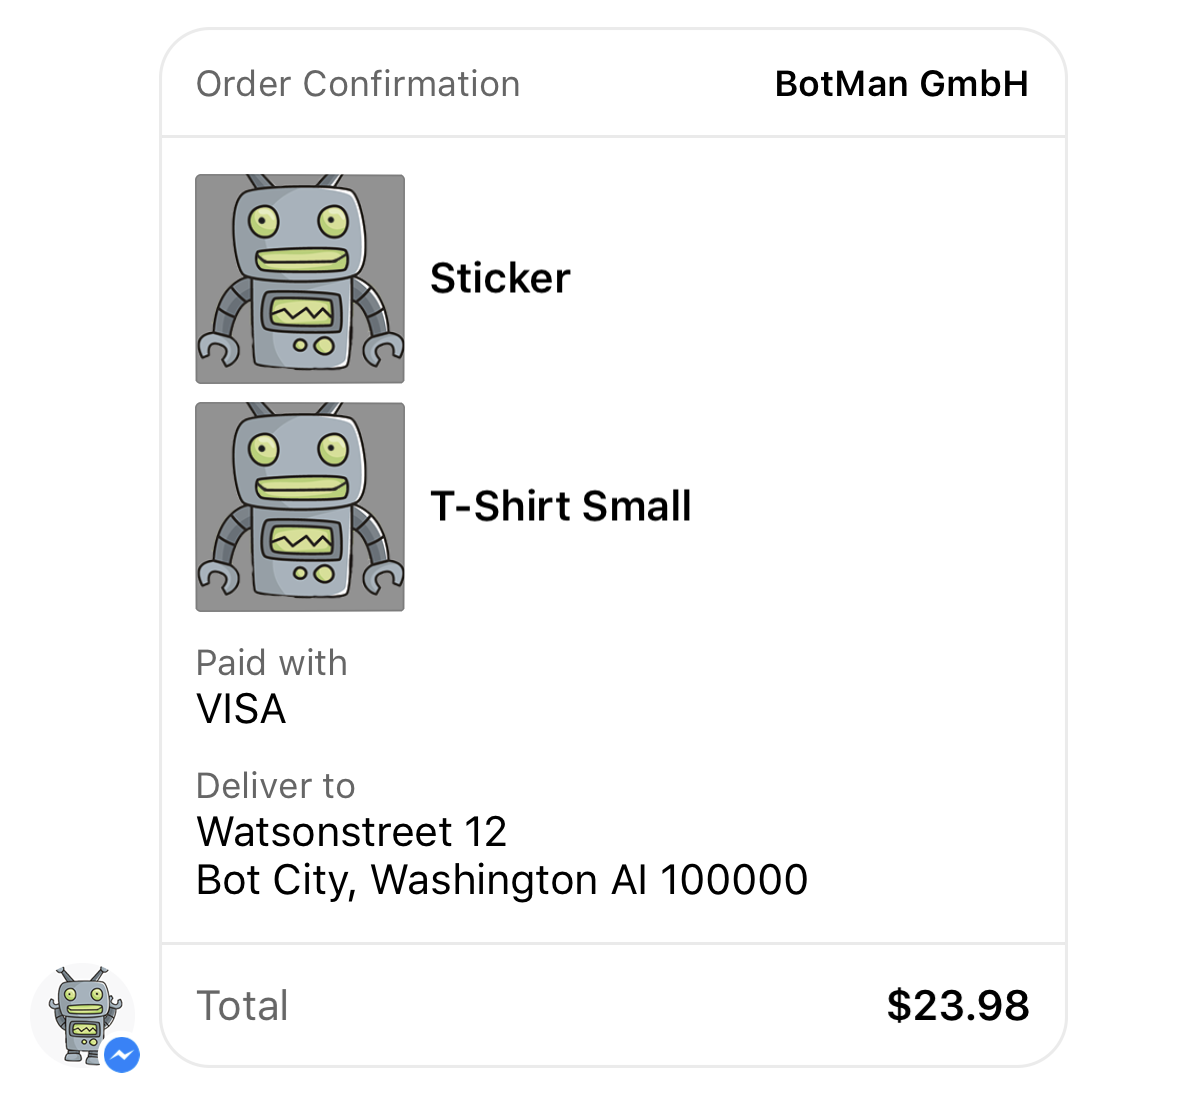 Order Confirmation BotMan GmbH
Sticker
T-Shirt Small
Paid with
VISA
Deliver to
Watsonstreet 12
Bot City, Washington AI 100000
Total $23.98